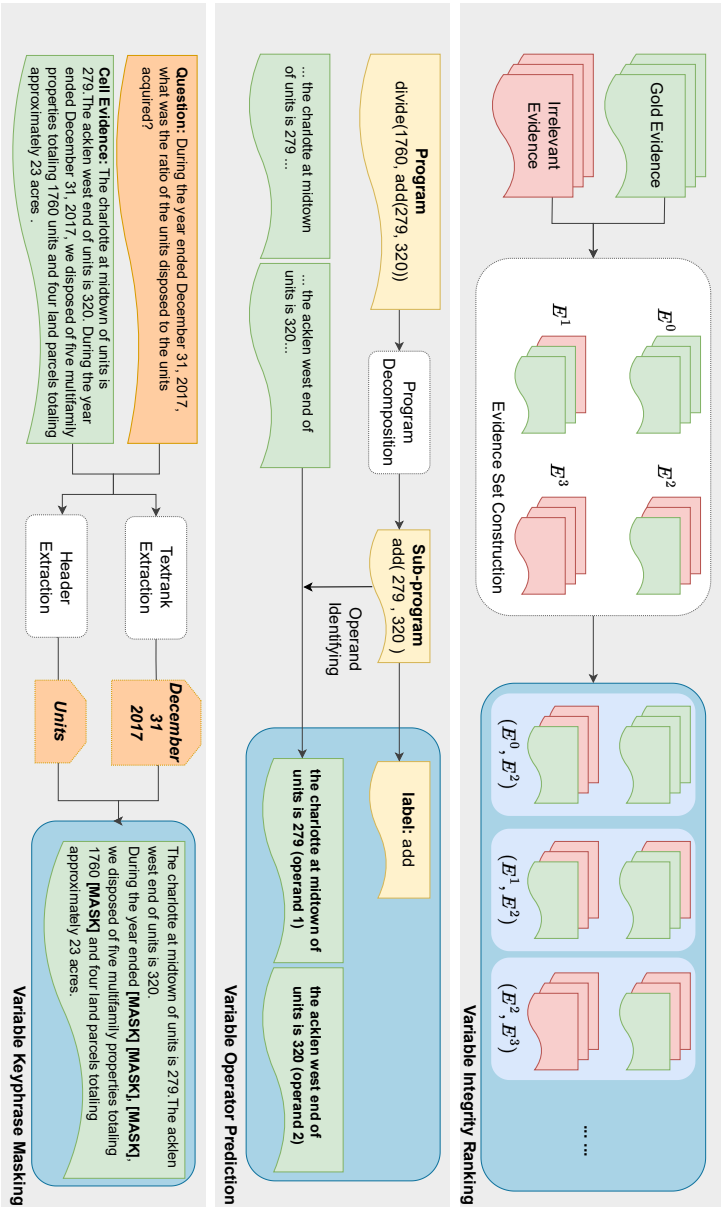 Gold Evidence
Irrelevant
Evidence
E^0
E^2
E^1
E^3
Evidence Set Construction
(E^0, E^2)
(E^1, E^2)
(E^2, E^3)
... ...
Variable Integrity Ranking
Program
divide(1760, add(279, 320))
Program
Decomposition
Sub-program
add( 279 , 320 )
label: add
... the charlotte at midtown
of units is 279 ...
... the acklen west end of
units is 320...
Operand
Identifying
the charlotte at midtown of
units is 279 (operand 1)
the acklen west end of
units is 320 (operand 2)
Variable Operator Prediction
Question: During the year ended December 31, 2017,
what was the ratio of the units disposed to the units
acquired?
Cell Evidence: The charlotte at midtown of units is
279.The acklen west end of units is 320. During the year
ended December 31, 2017, we disposed of five multifamily
properties totaling 1760 units and four land parcels totaling
approximately 23 acres .
Textrank
Extraction
Header
Extraction
December
31
2017
Units
The charlotte at midtown of units is 279.The acklen
west end of units is 320.
During the year ended [MASK] [MASK], [MASK],
we disposed of five multifamily properties totaling
1760 [MASK] and four land parcels totaling
approximately 23 acres.
Variable Keyphrase Masking